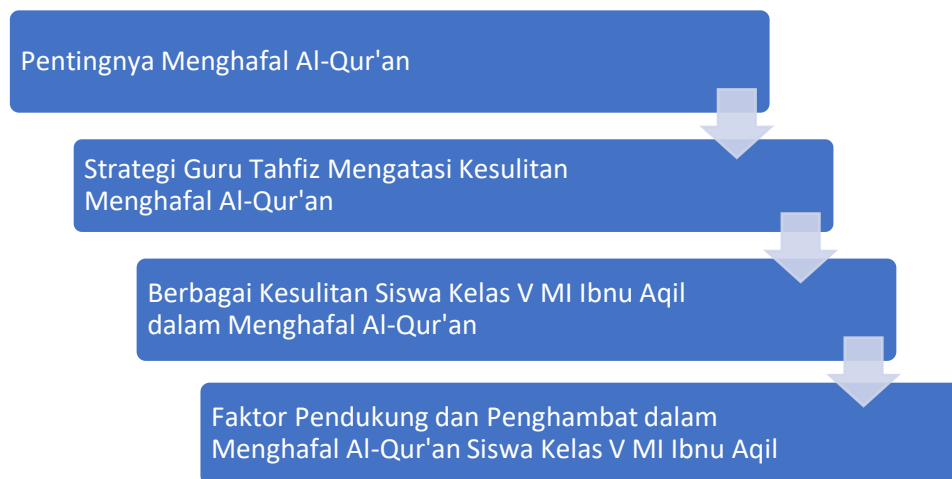 Pentingnya Menghafal Al-Qur'an
Strategi Guru Tahfiz Mengatasi Kesulitan
Menghafal Al-Qur'an
Berbagai Kesulitan Siswa Kelas V MI Ibnu Aqil
dalam Menghafal Al-Qur'an
Faktor Pendukung dan Penghambat dalam
Menghafal Al-Qur'an Siswa Kelas V MI Ibnu Aqil